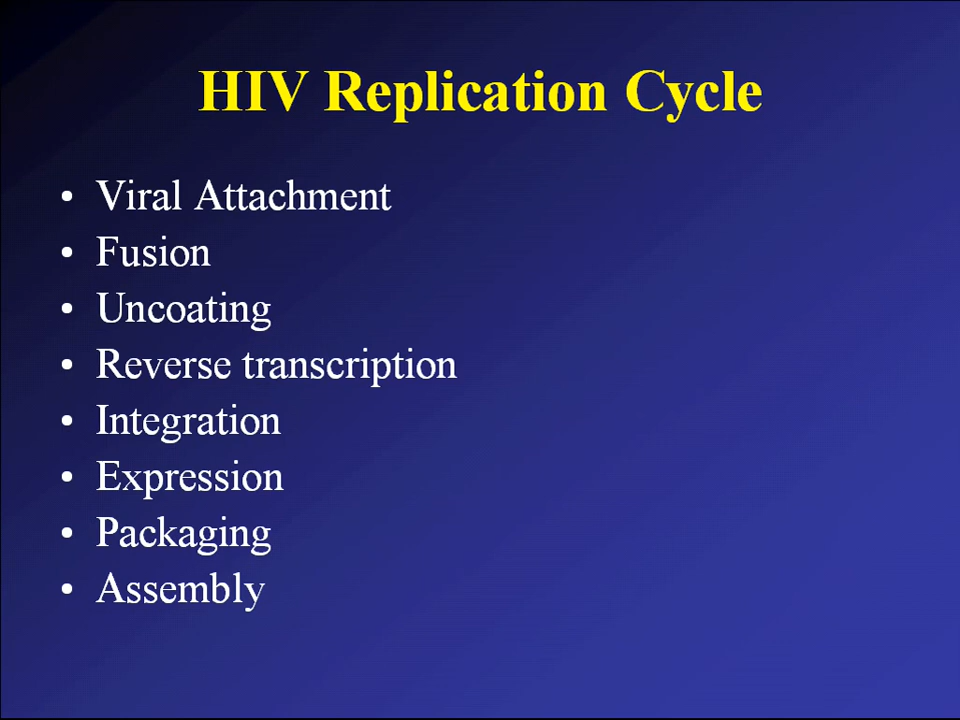 HIV Replication Cycle
• Viral Attachment
• Fusion
• Uncoating
• Reverse transcription
• Integration
• Expression
• Packaging
• Assembly